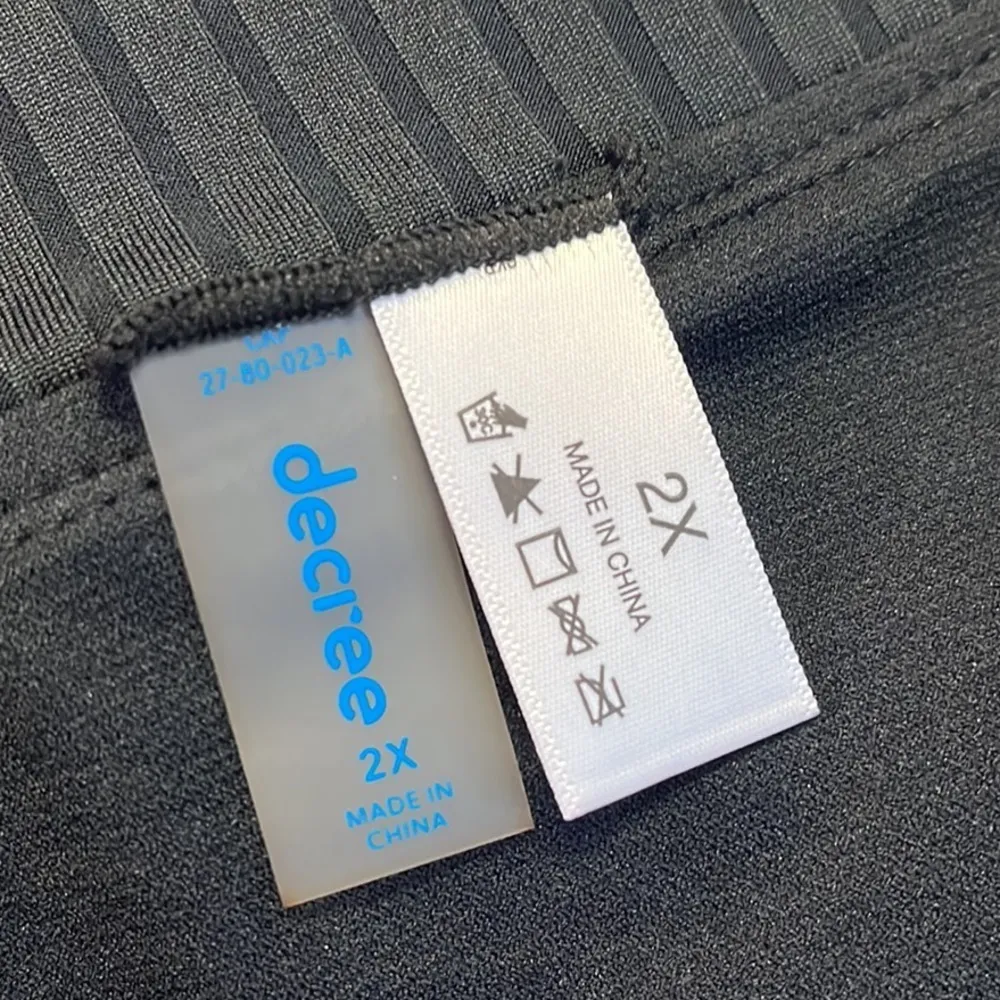 27-80-023-A
decree
2X
MADE IN
CHINA
2X
MADE IN CHINA